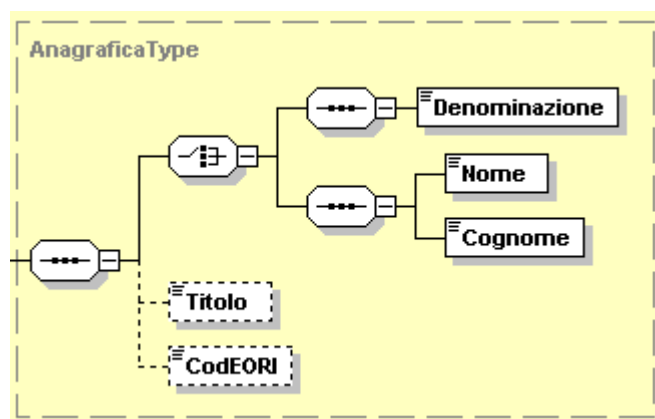 AnagraficaType
Denominazione
Nome
Cognome
Titolo
CodEORI